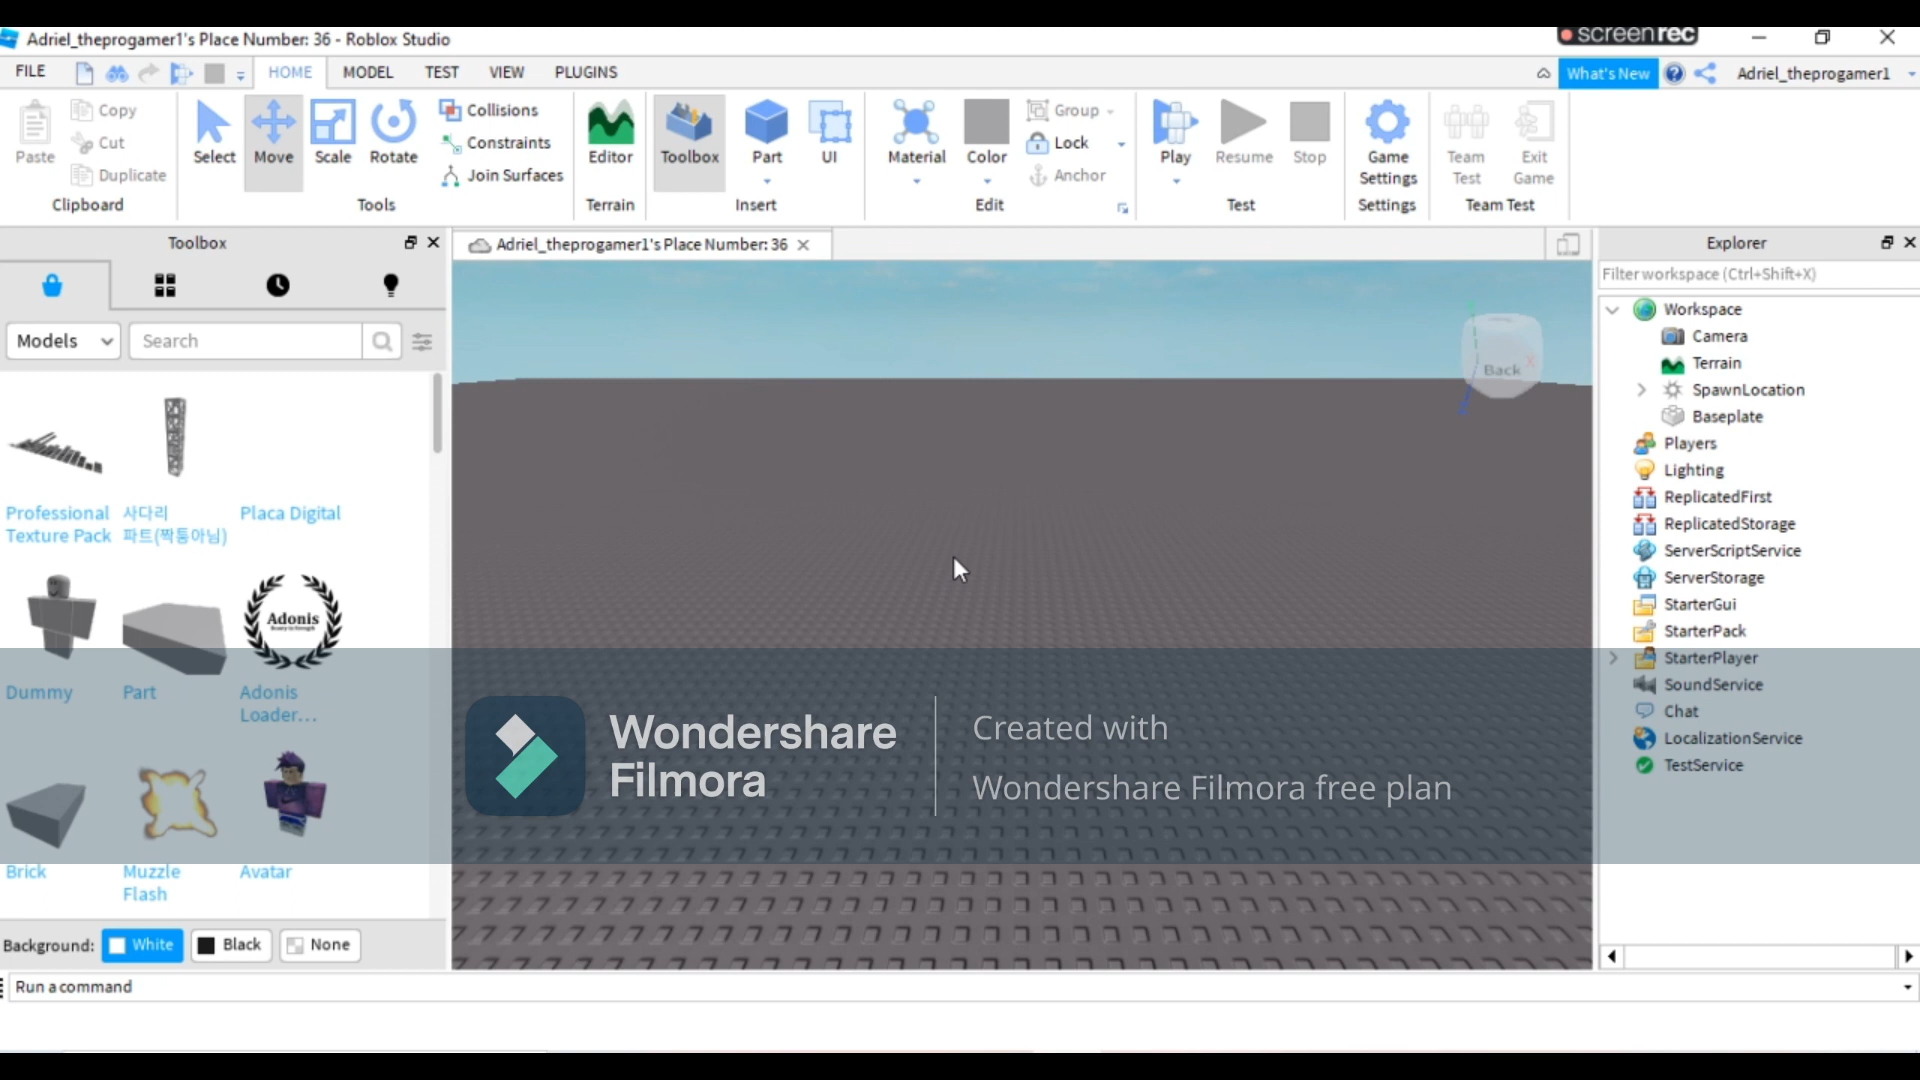 Adriel_theprogamer1's Place Number: 36 - Roblox Studio
screenrec
FILE
HOME
MODEL
TEST
VIEW
PLUGINS
What's New
Adriel_theprogamer1
Paste
Copy
Cut
Duplicate
Clipboard
Select
Move
Scale
Rotate
Collisions
Constraints
Join Surfaces
Tools
Editor
Terrain
Toolbox
Part
UI
Insert
Material
Color
Group
Lock
Anchor
Edit
Play
Resume
Stop
Test
Game
Settings
Settings
Team
Test
Exit
Game
Team Test
Toolbox
Adriel_theprogamer1's Place Number: 36
Explorer
Models
Search
Professional
Texture Pack
사다리
파트(짝퉁아님)
Placa Digital
Adonis
Dummy
Part
Adonis
Loader...
Brick
Muzzle
Flash
Avatar
Background:
White
Black
None
Back
Wondershare
Filmora
Created with
Wondershare Filmora free plan
Filter workspace (Ctrl+Shift+X)
Workspace
Camera
Terrain
SpawnLocation
Baseplate
Players
Lighting
ReplicatedFirst
ReplicatedStorage
ServerScriptService
ServerStorage
StarterGui
StarterPack
StarterPlayer
SoundService
Chat
LocalizationService
TestService
Run a command